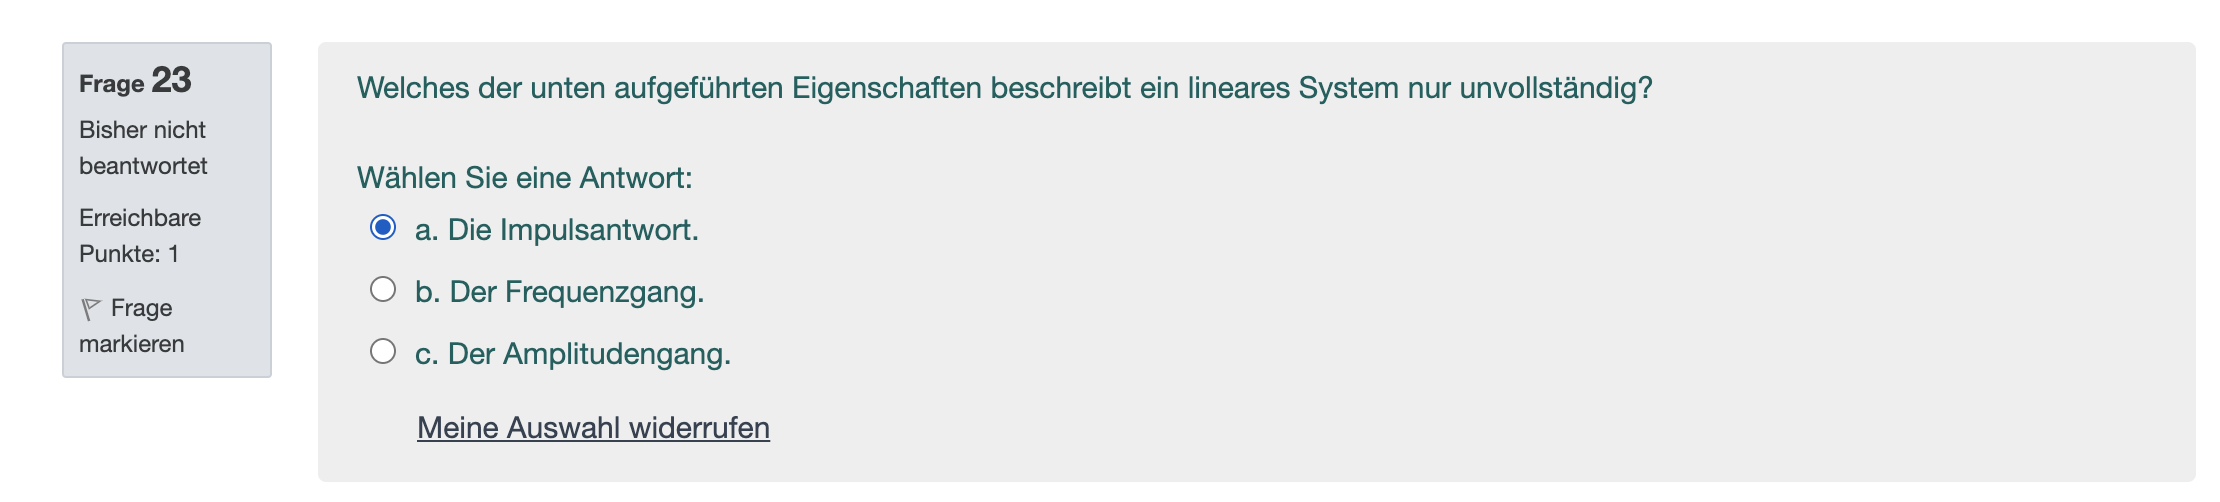 Frage 23
Bisher nicht
beantwortet
Erreichbare
Punkte: 1
Frage
markieren
Welches der unten aufgeführten Eigenschaften beschreibt ein lineares System nur unvollständig?
Wählen Sie eine Antwort:
a. Die Impulsantwort.
b. Der Frequenzgang.
c. Der Amplitudengang.
Meine Auswahl widerrufen